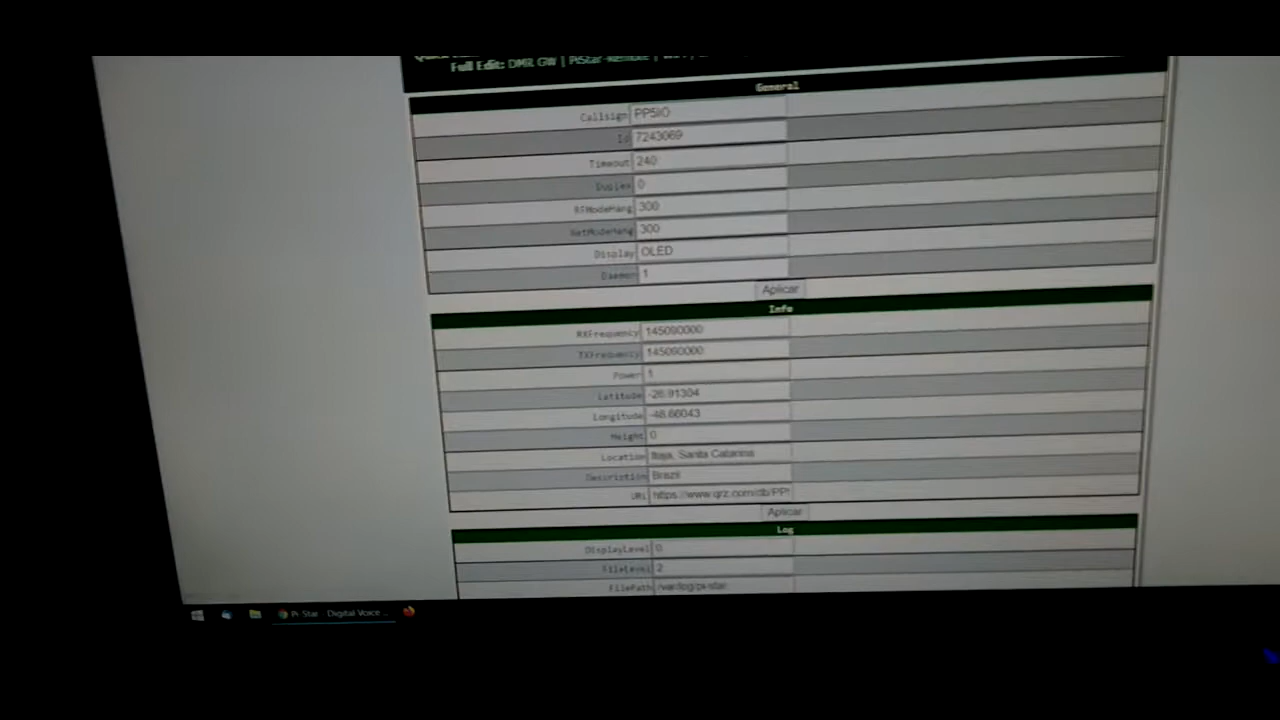 Full Edit: DMR GW | PiStar-Remote |
General
Callsign PP5IO
Id 7243069
Timeout 240
Duplex 0
RFModeHang 300
NetModeHang 300
Display OLED
Daemon 1
Aplicar
Info
RXFrequency 145090000
TXFrequency 145090000
Power 1
Latitude -26.91304
Longitude -48.66043
Height 0
Location Itaja, Santa Catarina
Description Brazil
URL https://www.qrz.com/db/PP
Aplicar
Log
DisplayLevel 0
FileLevel 2
FilePath /var/log/pi-star
Pi-Star - Digital Voice ...